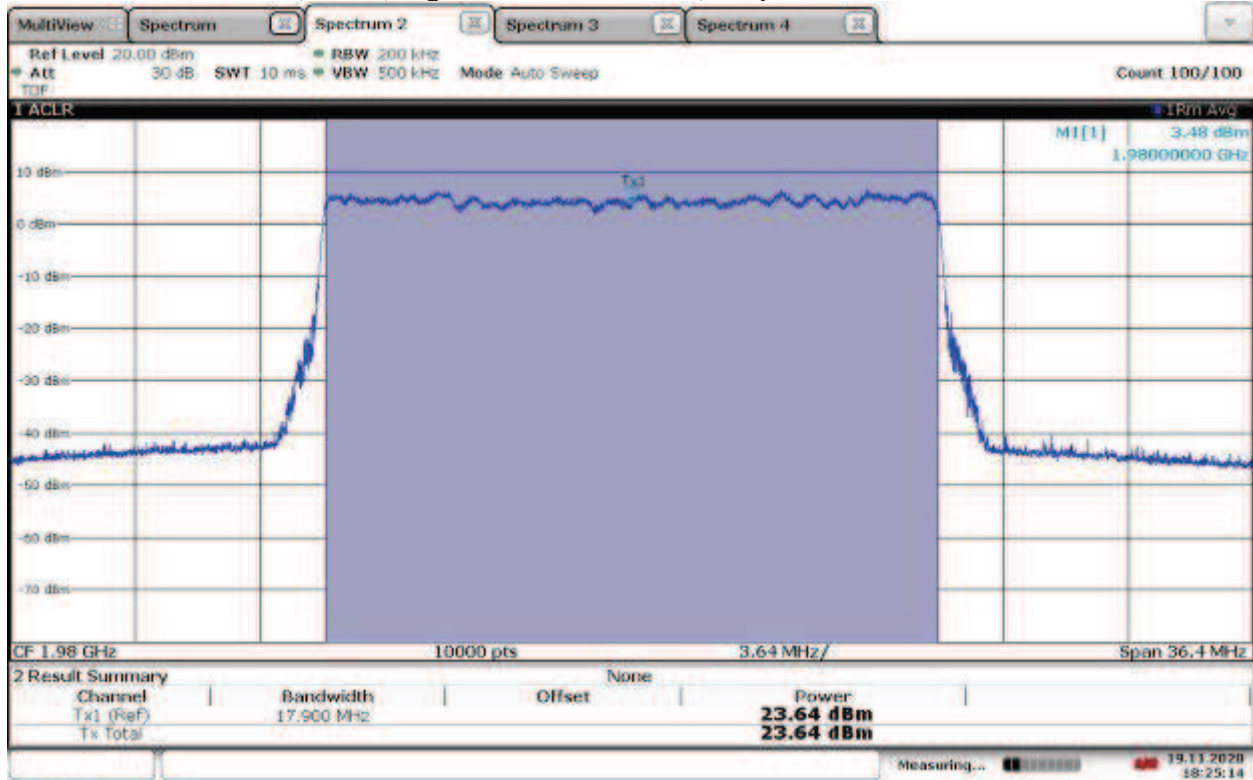 MultiView Spectrum Spectrum 2 Spectrum 3 Spectrum 4
Ref Level 20.00 dBm RBW 200 kHz
Att 30 dB SWT 10 ms VBW 500 kHz Mode Auto Sweep Count 100/100
TDF
1 ACLR 1Rm Avg
M1[1] 3.48 dBm
1.98000000 GHz
10 dBm
Tx1
0 dBm
-10 dBm
-20 dBm
-30 dBm
-40 dBm
-50 dBm
-60 dBm
-70 dBm
CF 1.98 GHz 10000 pts 3.64 MHz/ Span 36.4 MHz
2 Result Summary None
Channel Bandwidth Offset Power
Tx1 (Ref) 17.900 MHz 23.64 dBm
Tx Total 23.64 dBm
Measuring... 19.11.2020
18:25:14